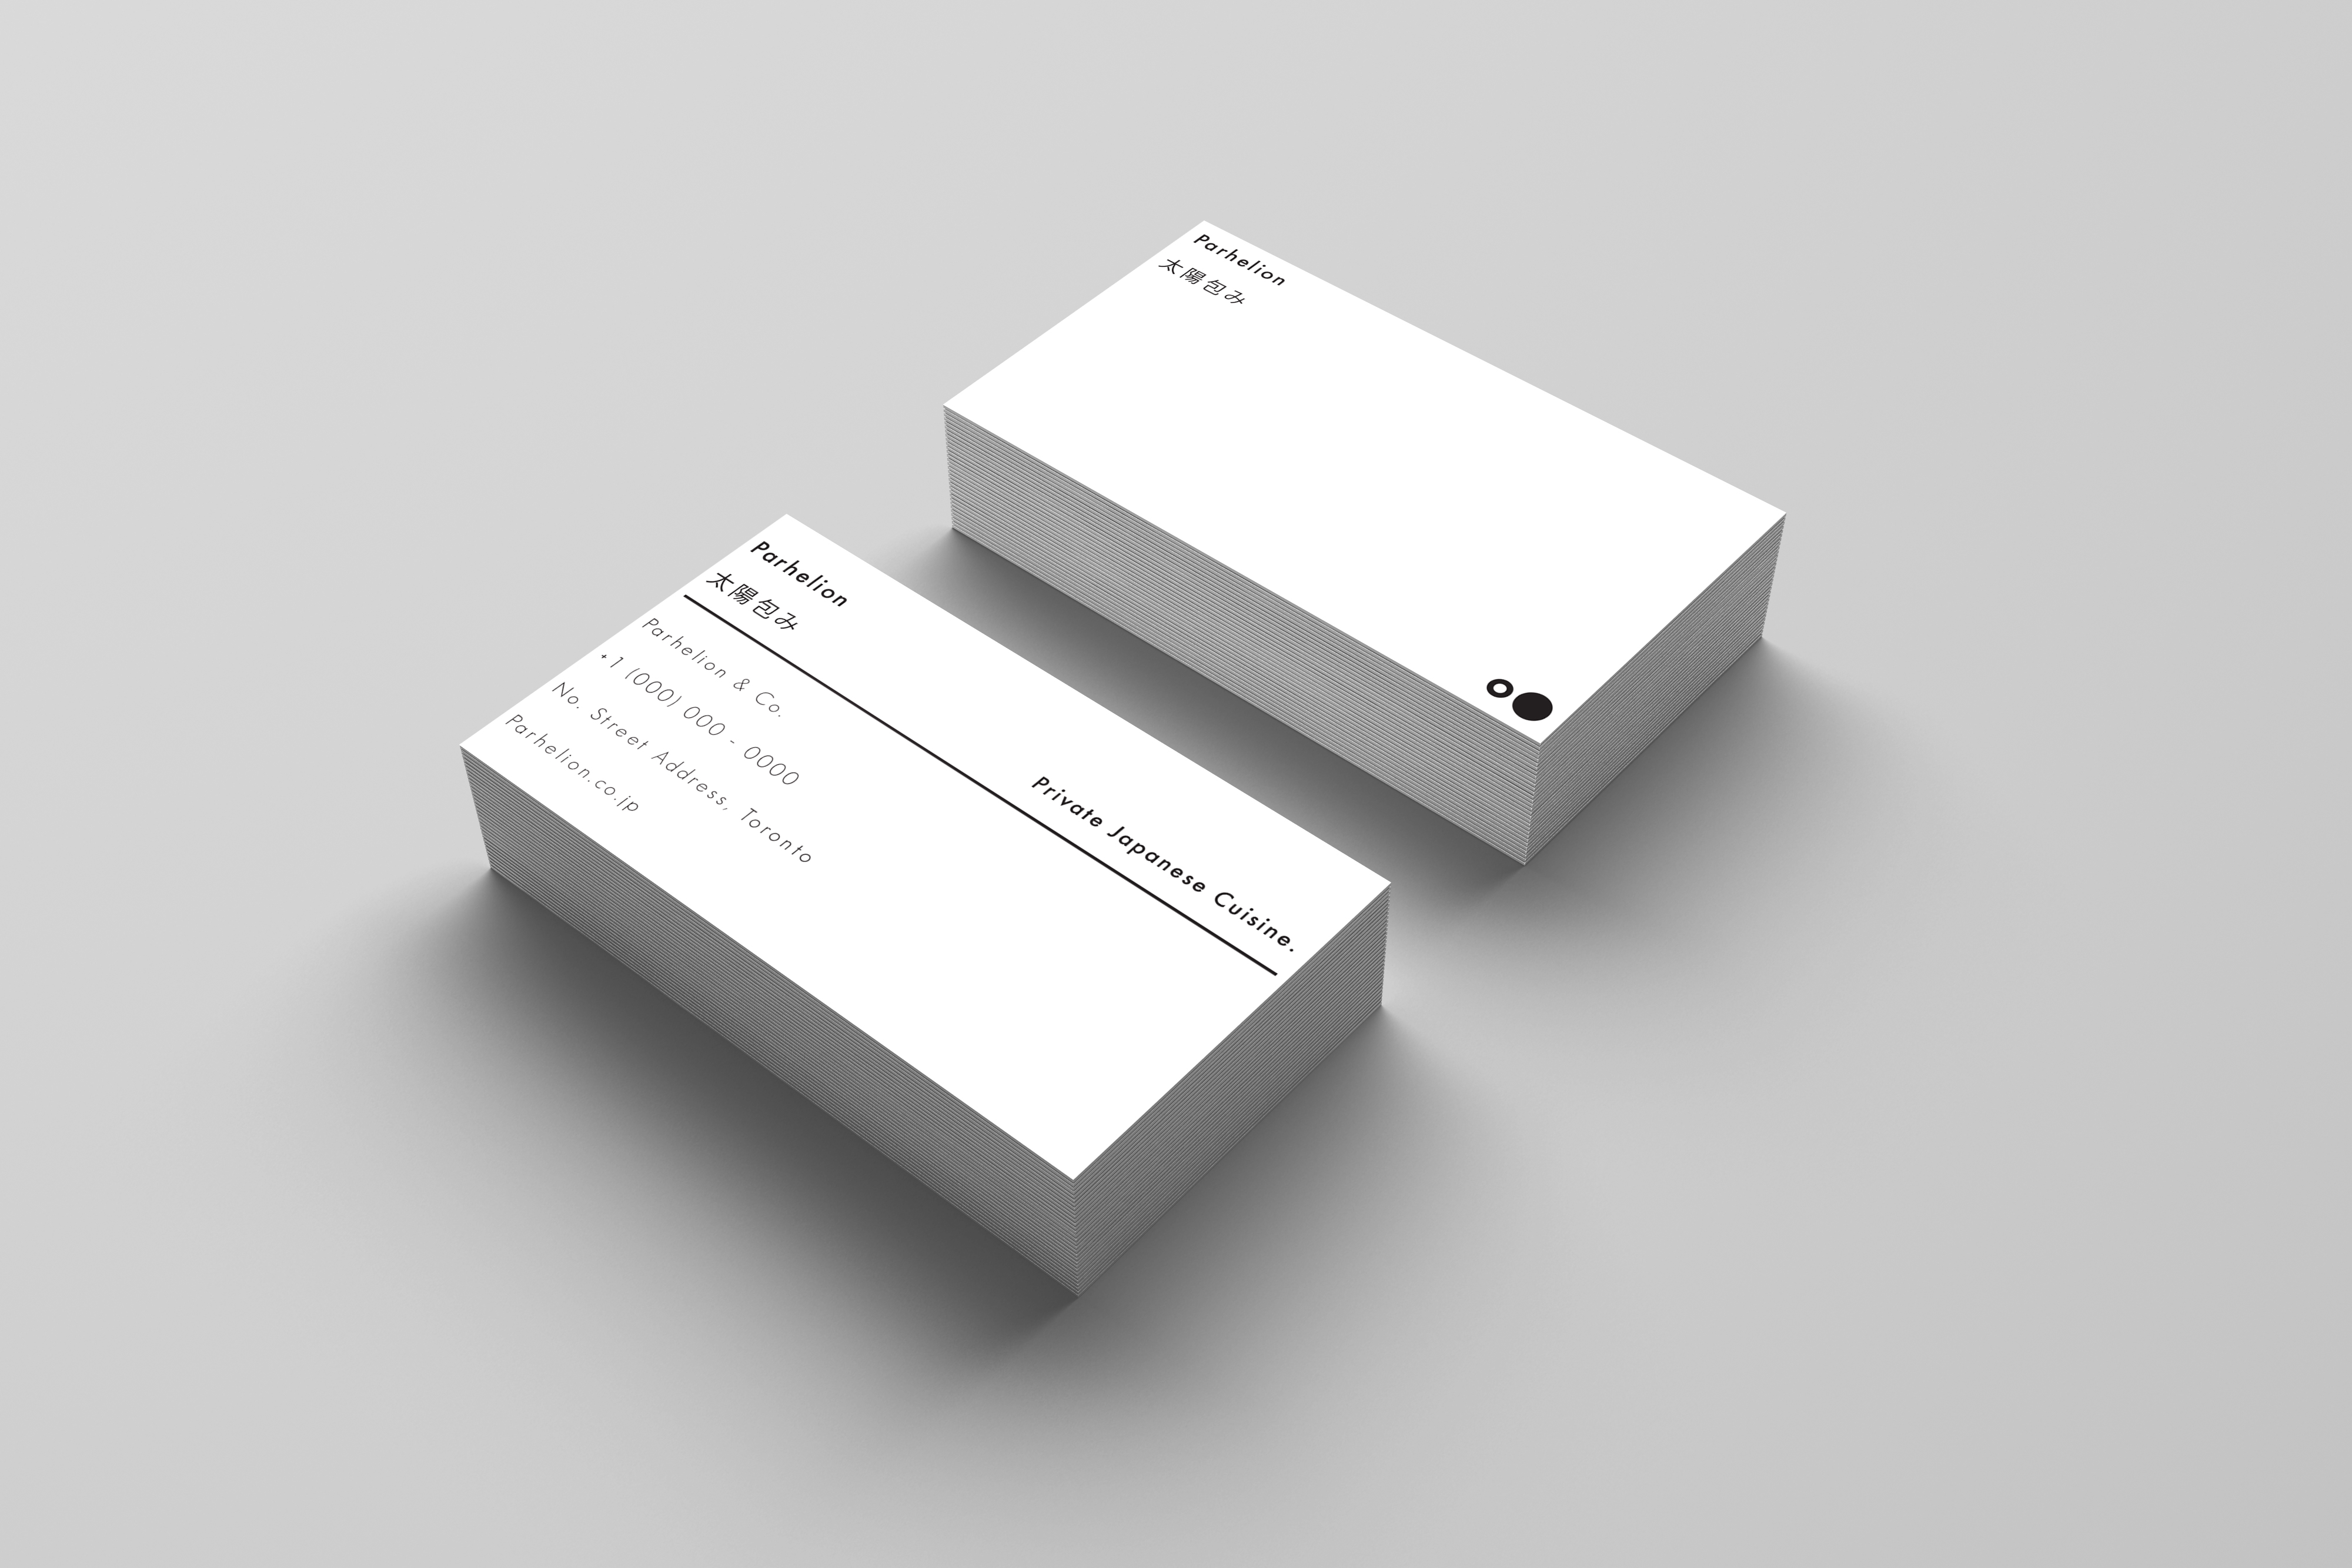 Parhelion
太陽包み
Parhelion
太陽包み
Private Japanese Cuisine.
Parhelion & Co.
+1 (000) 000 - 0000
No. Street Address, Toronto
Parhelion.co.jp